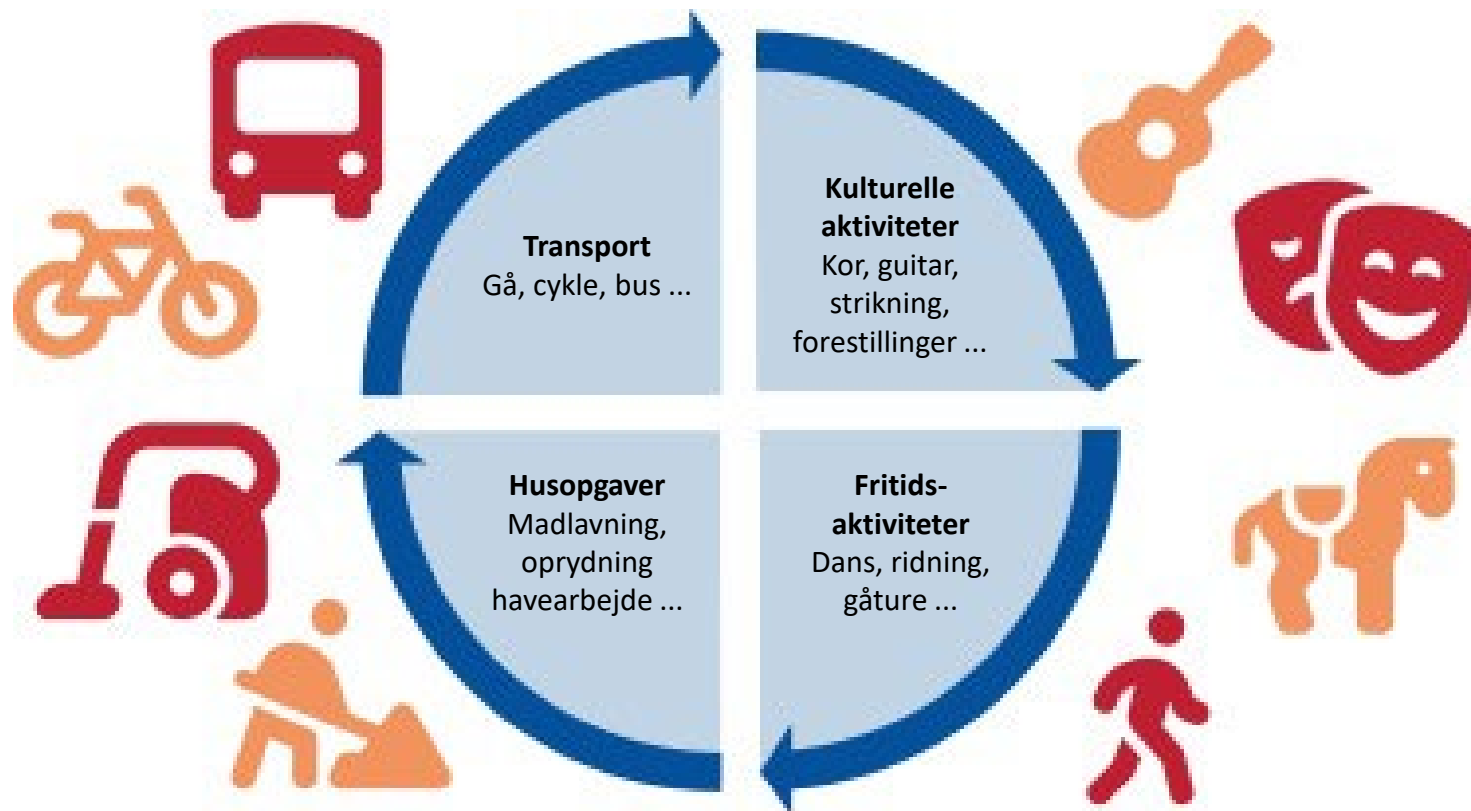 Transport
Gå, cykle, bus ...
Kulturelle
aktiviteter
Kor, guitar,
strikning,
forestillinger ...
Husopgaver
Madlavning,
oprydning
havearbejde ...
Fritids-
aktiviteter
Dans, ridning,
gåture ...